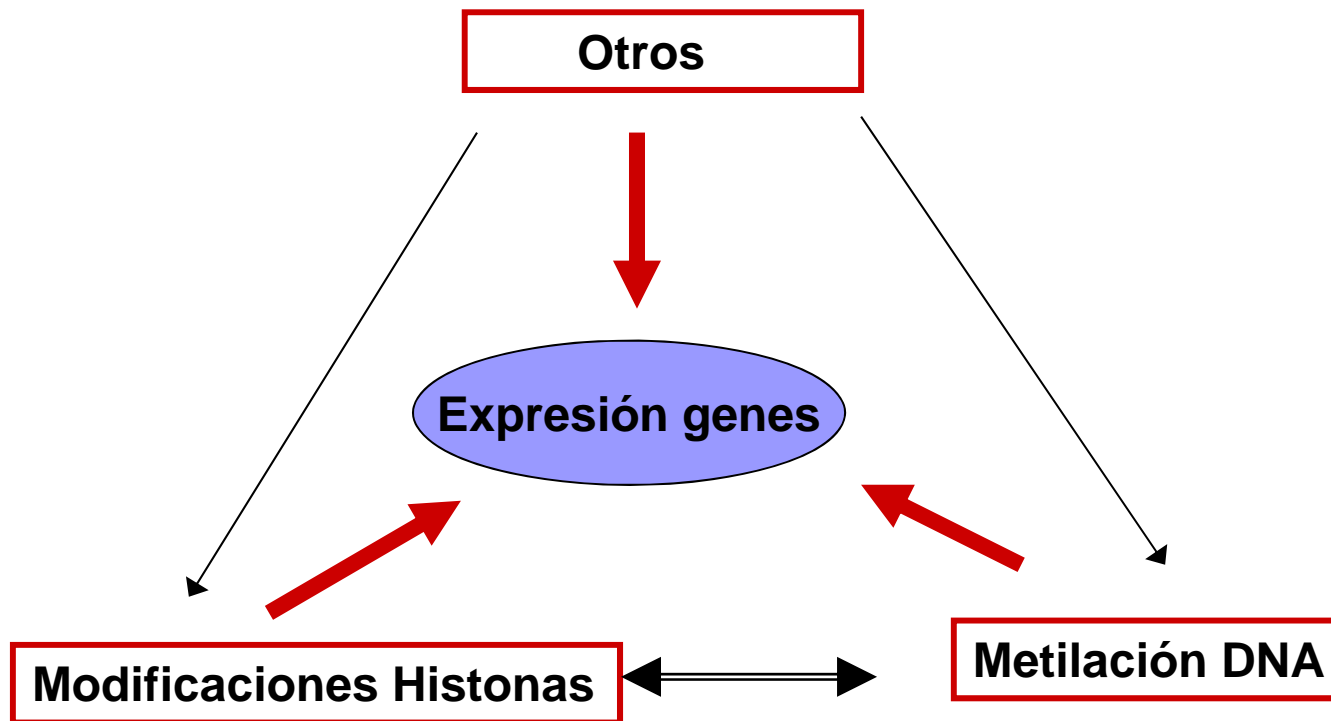 Otros
Expresión genes
Modificaciones Histonas
Metilación DNA